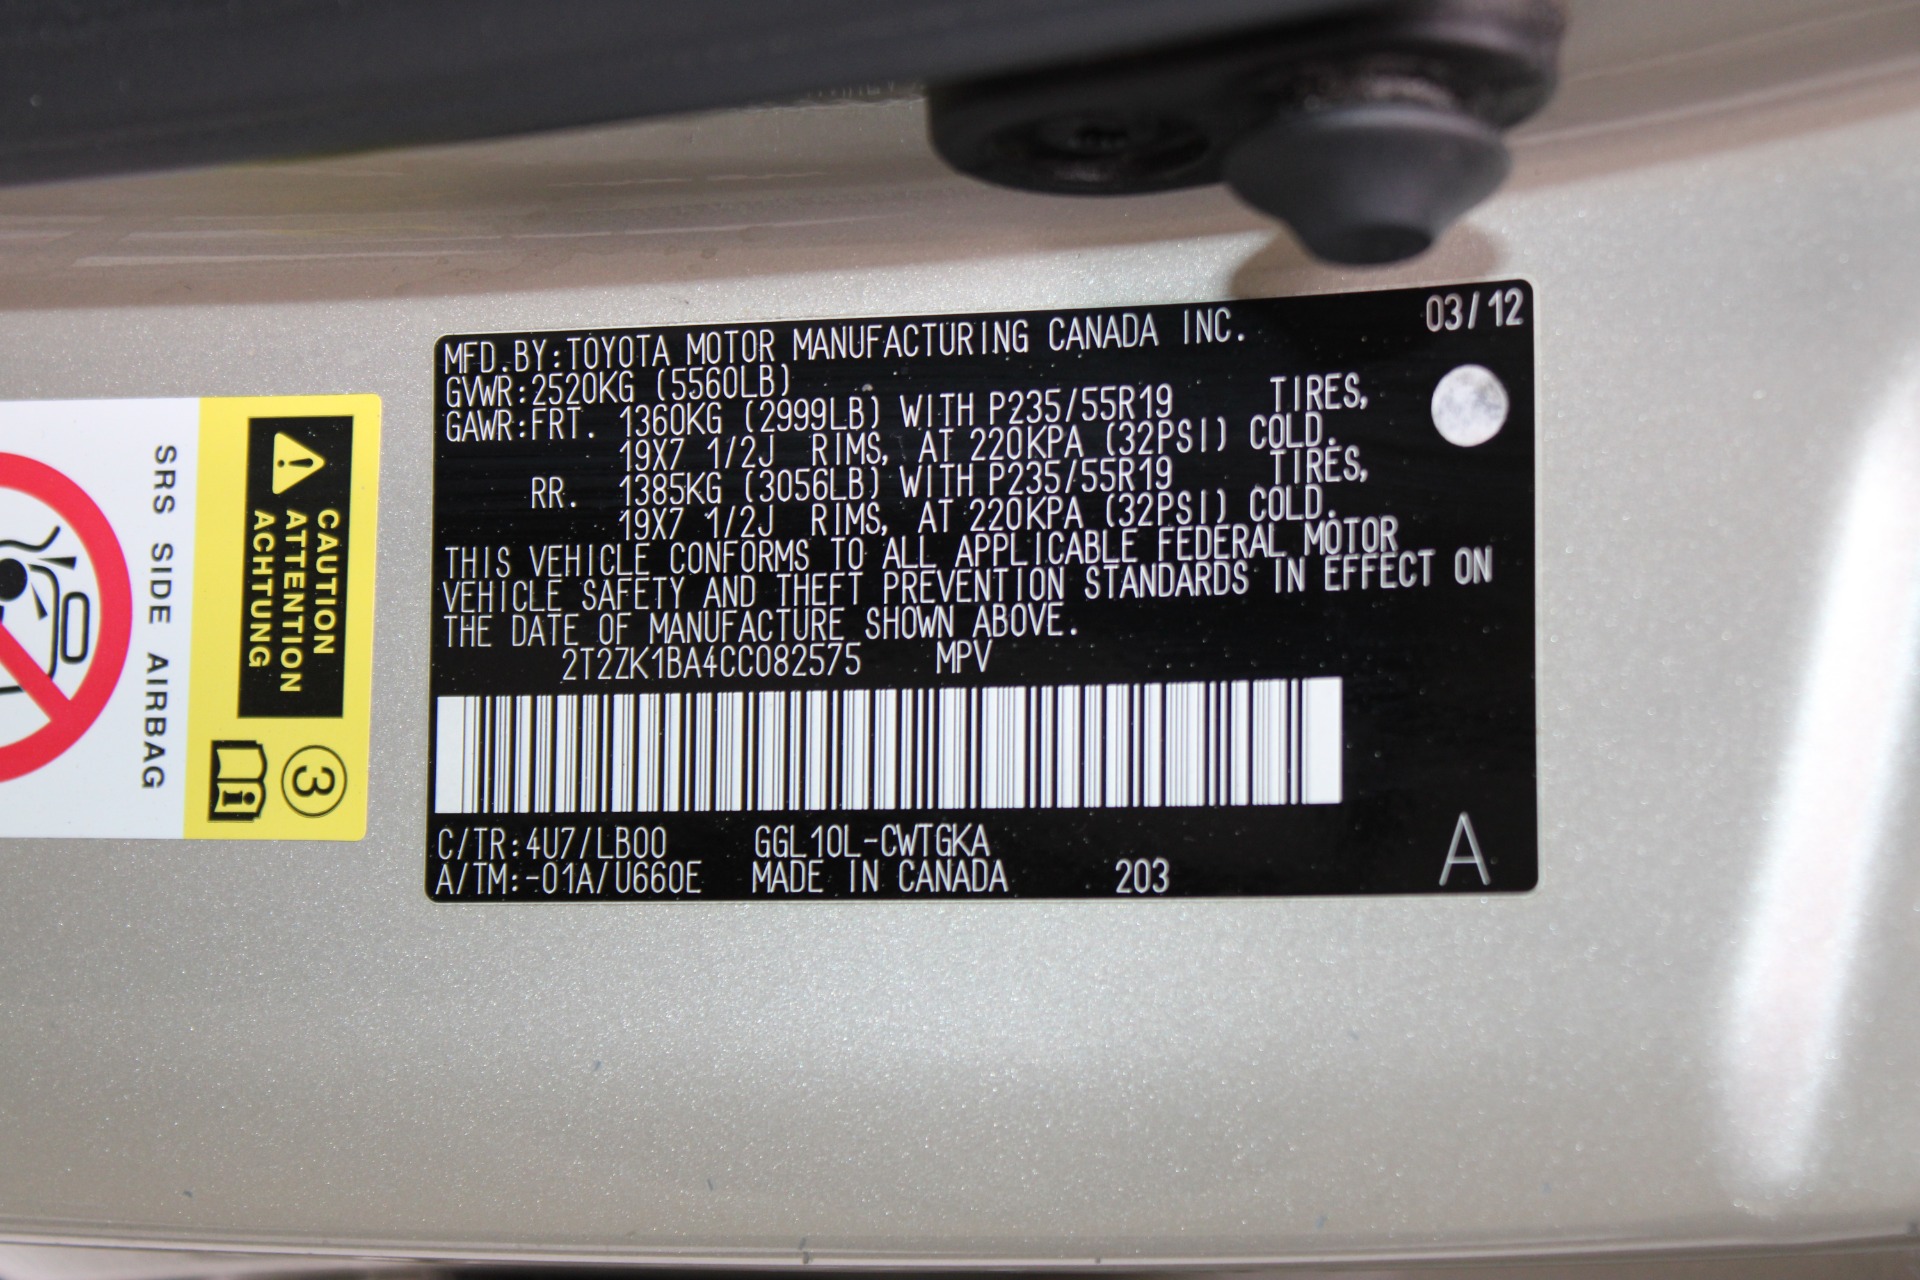 03/12
MFD.BY:TOYOTA MOTOR MANUFACTURING CANADA INC.
GVWR:2520KG (5560LB)
GAWR:FRT. 1360KG (2999LB) WITH P235/55R19 TIRES,
19X7 1/2J RIMS, AT 220KPA (32PSI) COLD.
RR. 1385KG (3056LB) WITH P235/55R19 TIRES,
19X7 1/2J RIMS, AT 220KPA (32PSI) COLD.
THIS VEHICLE CONFORMS TO ALL APPLICABLE FEDERAL MOTOR
VEHICLE SAFETY AND THEFT PREVENTION STANDARDS IN EFFECT ON
THE DATE OF MANUFACTURE SHOWN ABOVE.
2T2ZK1BA4CC082575 MPV
C/TR:4U7/LB00 GGL10L-CWTGKA
A/TM:-01A/U660E MADE IN CANADA 203
A
CAUTION
ATTENTION
ACHTUNG
3
i
SRS SIDE AIRBAG